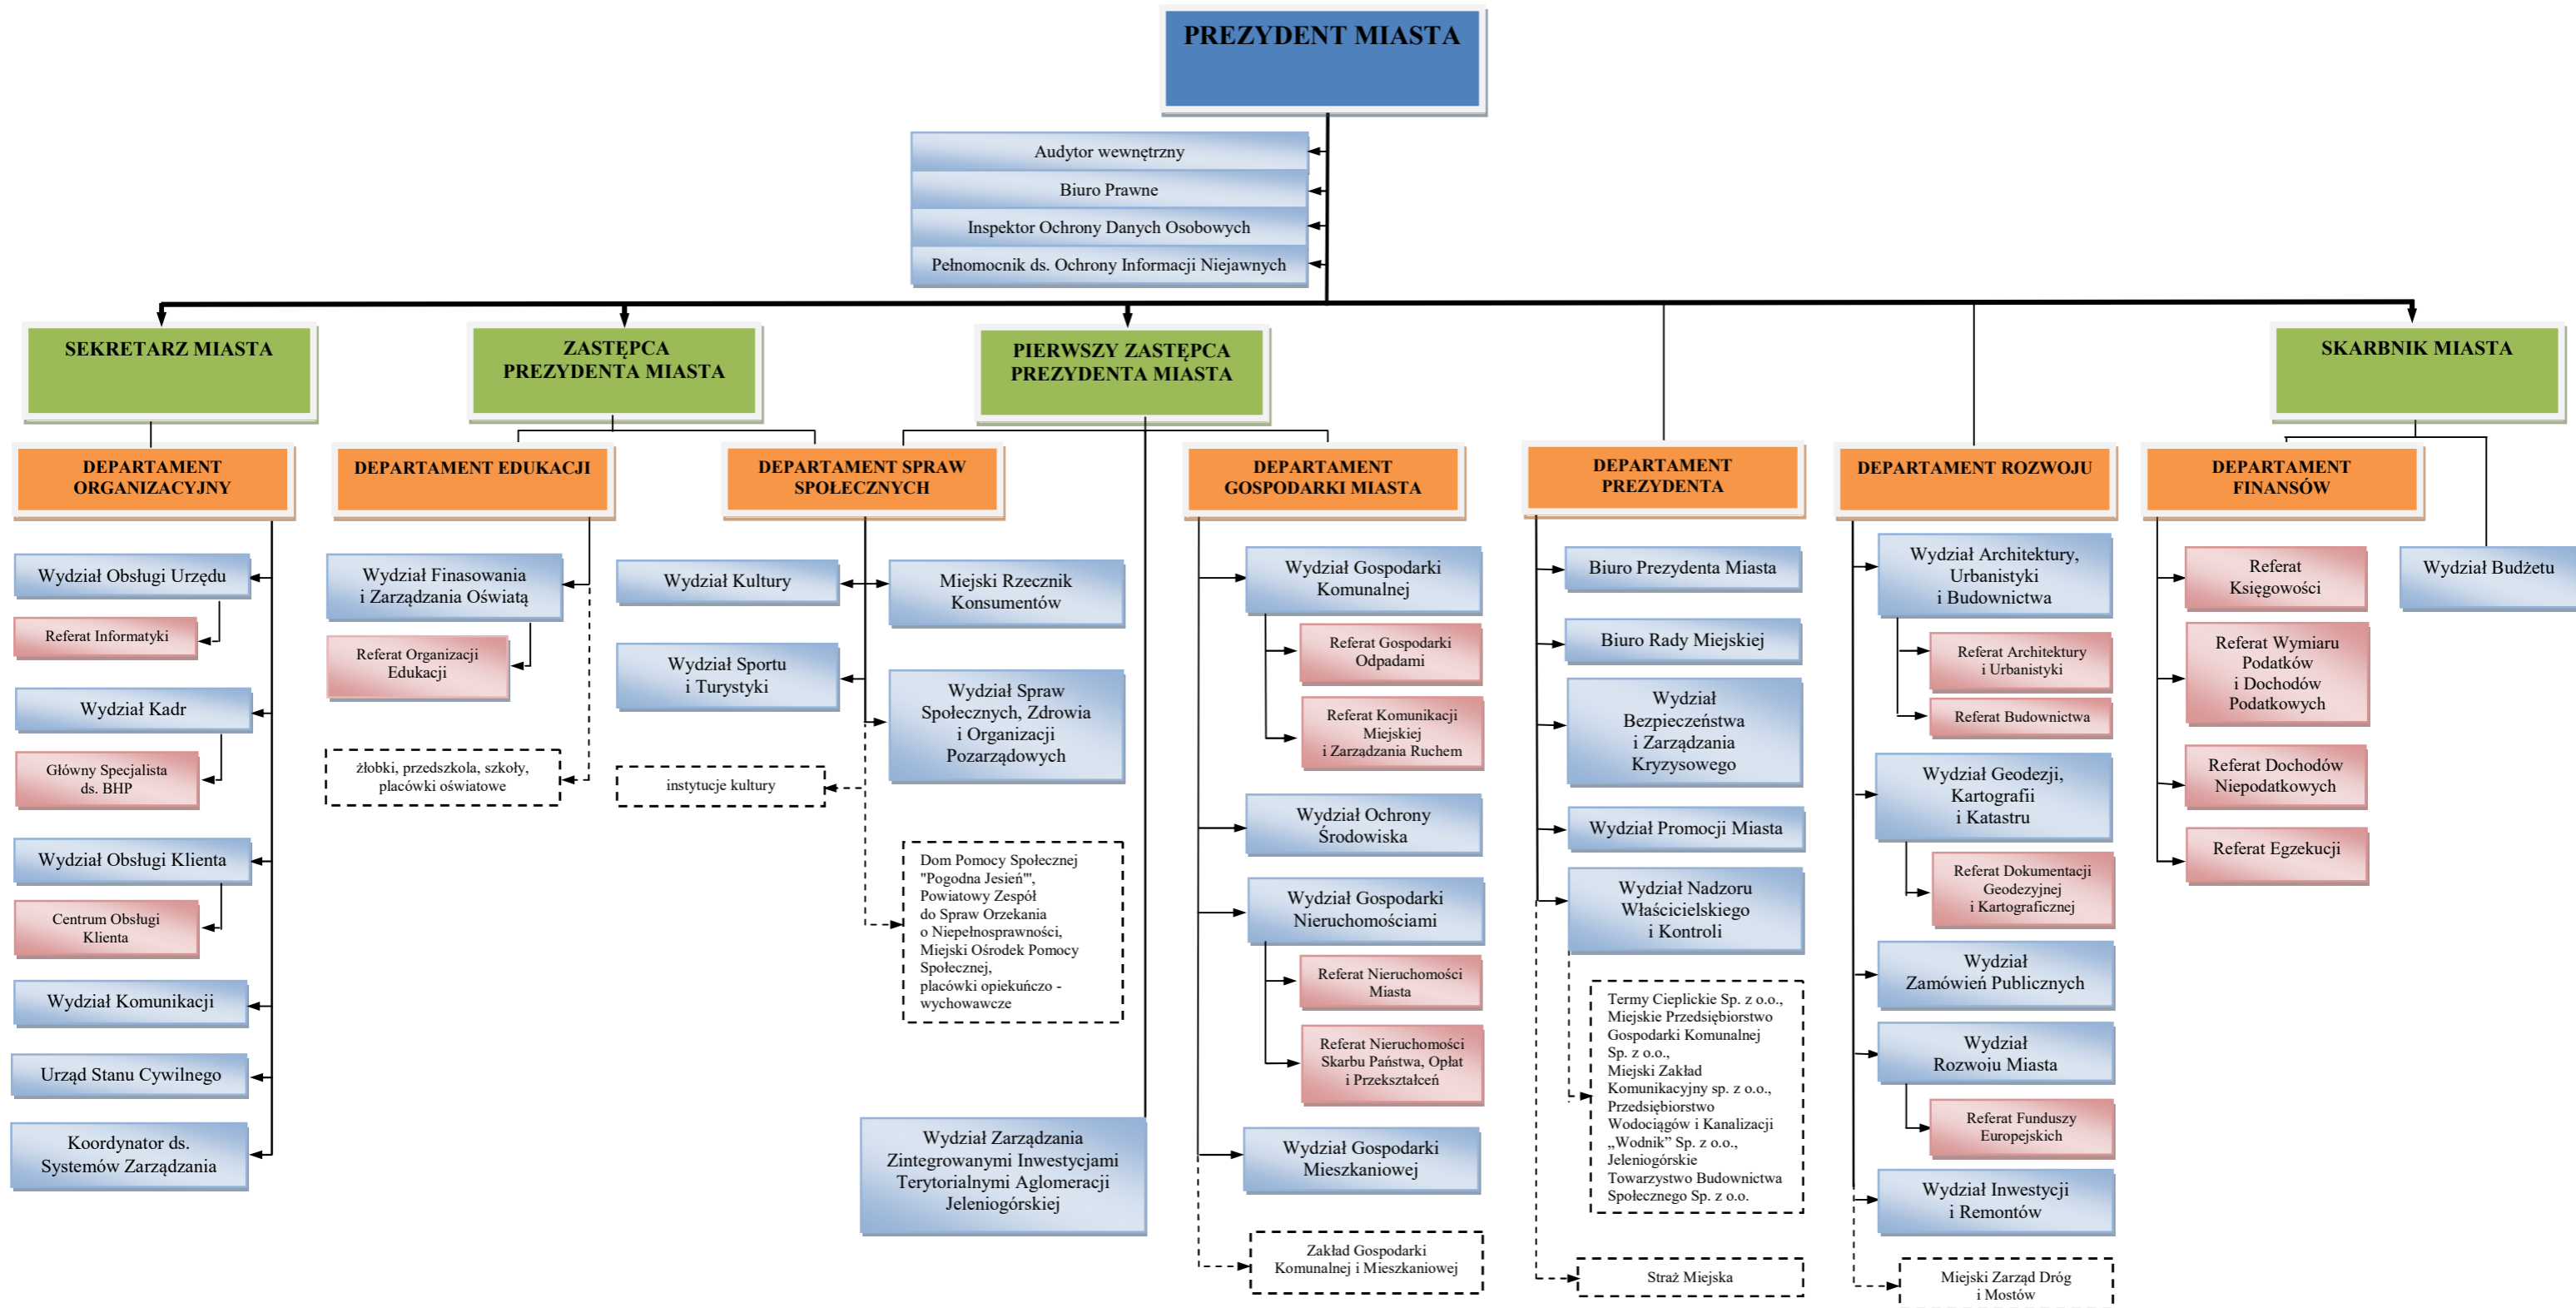 PREZYDENT MIASTA
Audytor wewnętrzny
Biuro Prawne
Inspektor Ochrony Danych Osobowych
Pełnomocnik ds. Ochrony Informacji Niejawnych
SEKRETARZ MIASTA
ZASTĘPCA
PREZYDENTA MIASTA
PIERWSZY ZASTĘPCA
PREZYDENTA MIASTA
SKARBNIK MIASTA
DEPARTAMENT
ORGANIZACYJNY
DEPARTAMENT EDUKACJI
DEPARTAMENT SPRAW
SPOŁECZNYCH
DEPARTAMENT
GOSPODARKI MIASTA
DEPARTAMENT
PREZYDENTA
DEPARTAMENT ROZWOJU
DEPARTAMENT
FINANSÓW
Wydział Obsługi Urzędu
Referat Informatyki
Wydział Kadr
Główny Specjalista
ds. BHP
Wydział Obsługi Klienta
Centrum Obsługi
Klienta
Wydział Komunikacji
Urząd Stanu Cywilnego
Koordynator ds.
Systemów Zarządzania
Wydział Finasowania
i Zarządzania Oświatą
Referat Organizacji
Edukacji
żłobki, przedszkola, szkoły,
placówki oświatowe
Wydział Kultury
Wydział Sportu
i Turystyki
instytucje kultury
Miejski Rzecznik
Konsumentów
Wydział Spraw
Społecznych, Zdrowia
i Organizacji
Pozarządowych
Dom Pomocy Społecznej
"Pogodna Jesień'",
Powiatowy Zespół
do Spraw Orzekania
o Niepełnosprawności,
Miejski Ośrodek Pomocy
Społecznej,
placówki opiekuńczo -
wychowawcze
Wydział Zarządzania
Zintegrowanymi Inwestycjami
Terytorialnymi Aglomeracji
Jeleniogórskiej
Wydział Gospodarki
Komunalnej
Referat Gospodarki
Odpadami
Referat Komunikacji
Miejskiej
i Zarządzania Ruchem
Wydział Ochrony
Środowiska
Wydział Gospodarki
Nieruchomościami
Referat Nieruchomości
Miasta
Referat Nieruchomości
Skarbu Państwa, Opłat
i Przekształceń
Wydział Gospodarki
Mieszkaniowej
Zakład Gospodarki
Komunalnej i Mieszkaniowej
Biuro Prezydenta Miasta
Biuro Rady Miejskiej
Wydział
Bezpieczeństwa
i Zarządzania
Kryzysowego
Wydział Promocji Miasta
Wydział Nadzoru
Właścicielskiego
i Kontroli
Termy Cieplickie Sp. z o.o.,
Miejskie Przedsiębiorstwo
Gospodarki Komunalnej
Sp. z o.o.,
Miejski Zakład
Komunikacyjny sp. z o.o.,
Przedsiębiorstwo
Wodociągów i Kanalizacji
„Wodnik” Sp. z o.o.,
Jeleniogórskie
Towarzystwo Budownictwa
Społecznego Sp. z o.o.
Straż Miejska
Wydział Architektury,
Urbanistyki
i Budownictwa
Referat Architektury
i Urbanistyki
Referat Budownictwa
Wydział Geodezji,
Kartografii
i Katastru
Referat Dokumentacji
Geodezyjnej
i Kartograficznej
Wydział
Zamówień Publicznych
Wydział
Rozwoju Miasta
Referat Funduszy
Europejskich
Wydział Inwestycji
i Remontów
Miejski Zarząd Dróg
i Mostów
Referat
Księgowości
Referat Wymiaru
Podatków
i Dochodów
Podatkowych
Referat Dochodów
Niepodatkowych
Referat Egzekucji
Wydział Budżetu